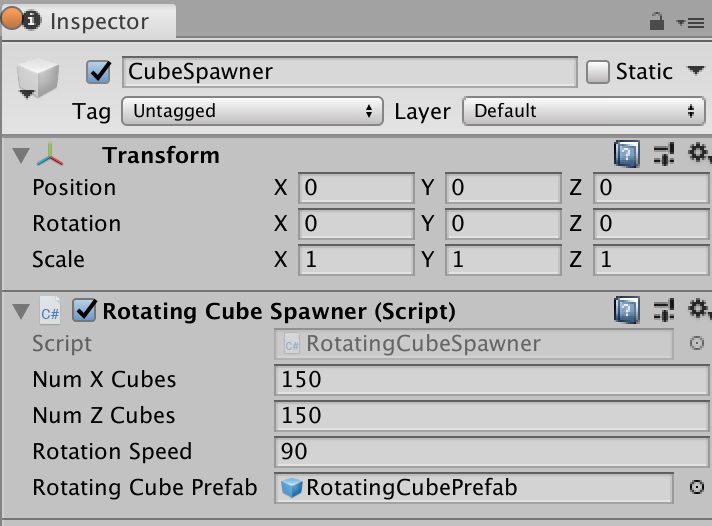 Inspector
CubeSpawner Static
Tag Untagged Layer Default
Transform
Position X 0 Y 0 Z 0
Rotation X 0 Y 0 Z 0
Scale X 1 Y 1 Z 1
C# Rotating Cube Spawner (Script)
Script C# RotatingCubeSpawner
Num X Cubes 150
Num Z Cubes 150
Rotation Speed 90
Rotating Cube Prefab RotatingCubePrefab